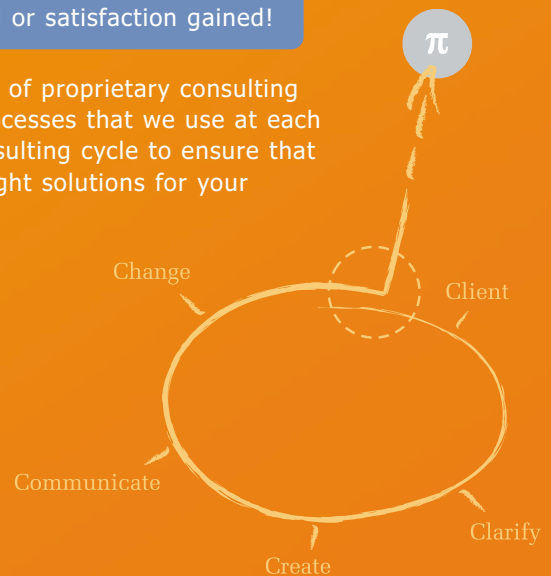 or satisfaction gained!
π
of proprietary consulting
cesses that we use at each
sulting cycle to ensure that
ght solutions for your
Change
Client
Communicate
Clarify
Create